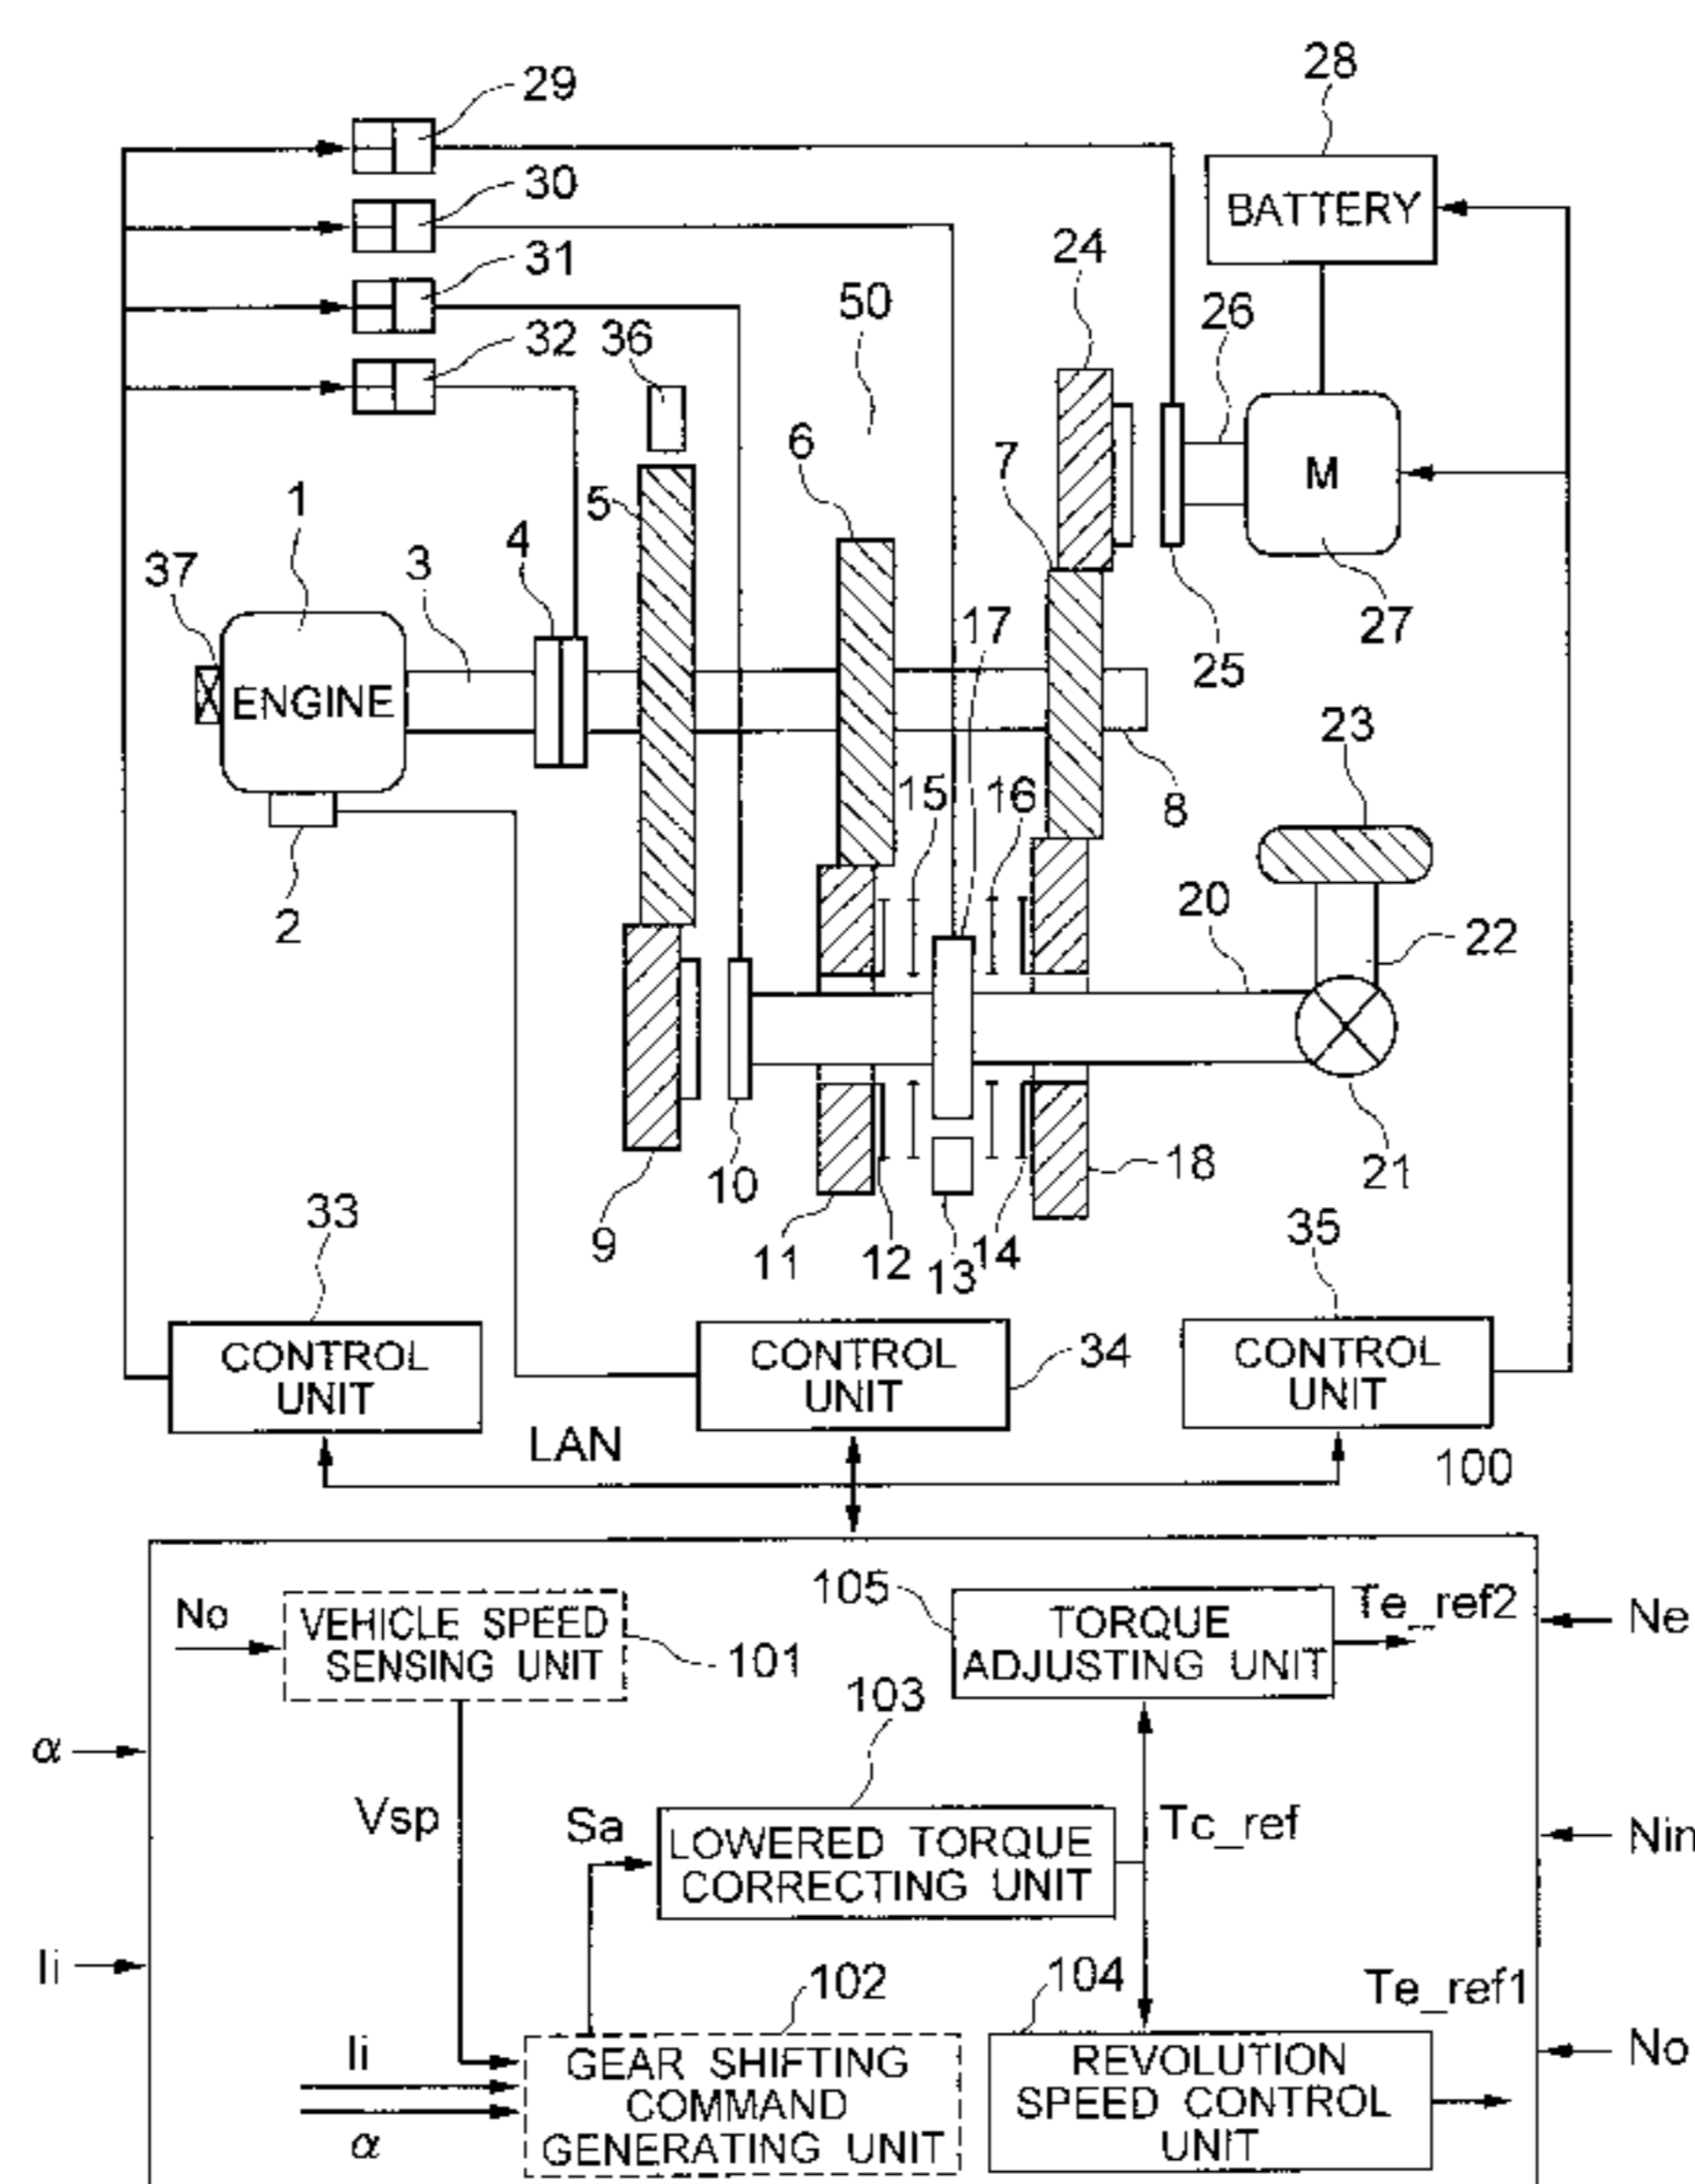 28
29
BATTERY
30
24
31
26
50
32
36
6
7
M
5
1
4
3
37
17
27
25
ENGINE
23
15
16
8
20
2
22
18
10
21
33
9
11
12
13
14
35
CONTROL
UNIT
CONTROL
UNIT
34
CONTROL
UNIT
LAN
100
105
No
VEHICLE SPEED
SENSING UNIT
101
TORQUE
ADJUSTING UNIT
Te_ref2
Ne
103
α
Vsp
Sa
LOWERED TORQUE
CORRECTING UNIT
Tc_ref
Nin
Ii
102
104
Te_ref1
Ii
α
GEAR SHIFTING
COMMAND
GENERATING UNIT
REVOLUTION
SPEED CONTROL
UNIT
No